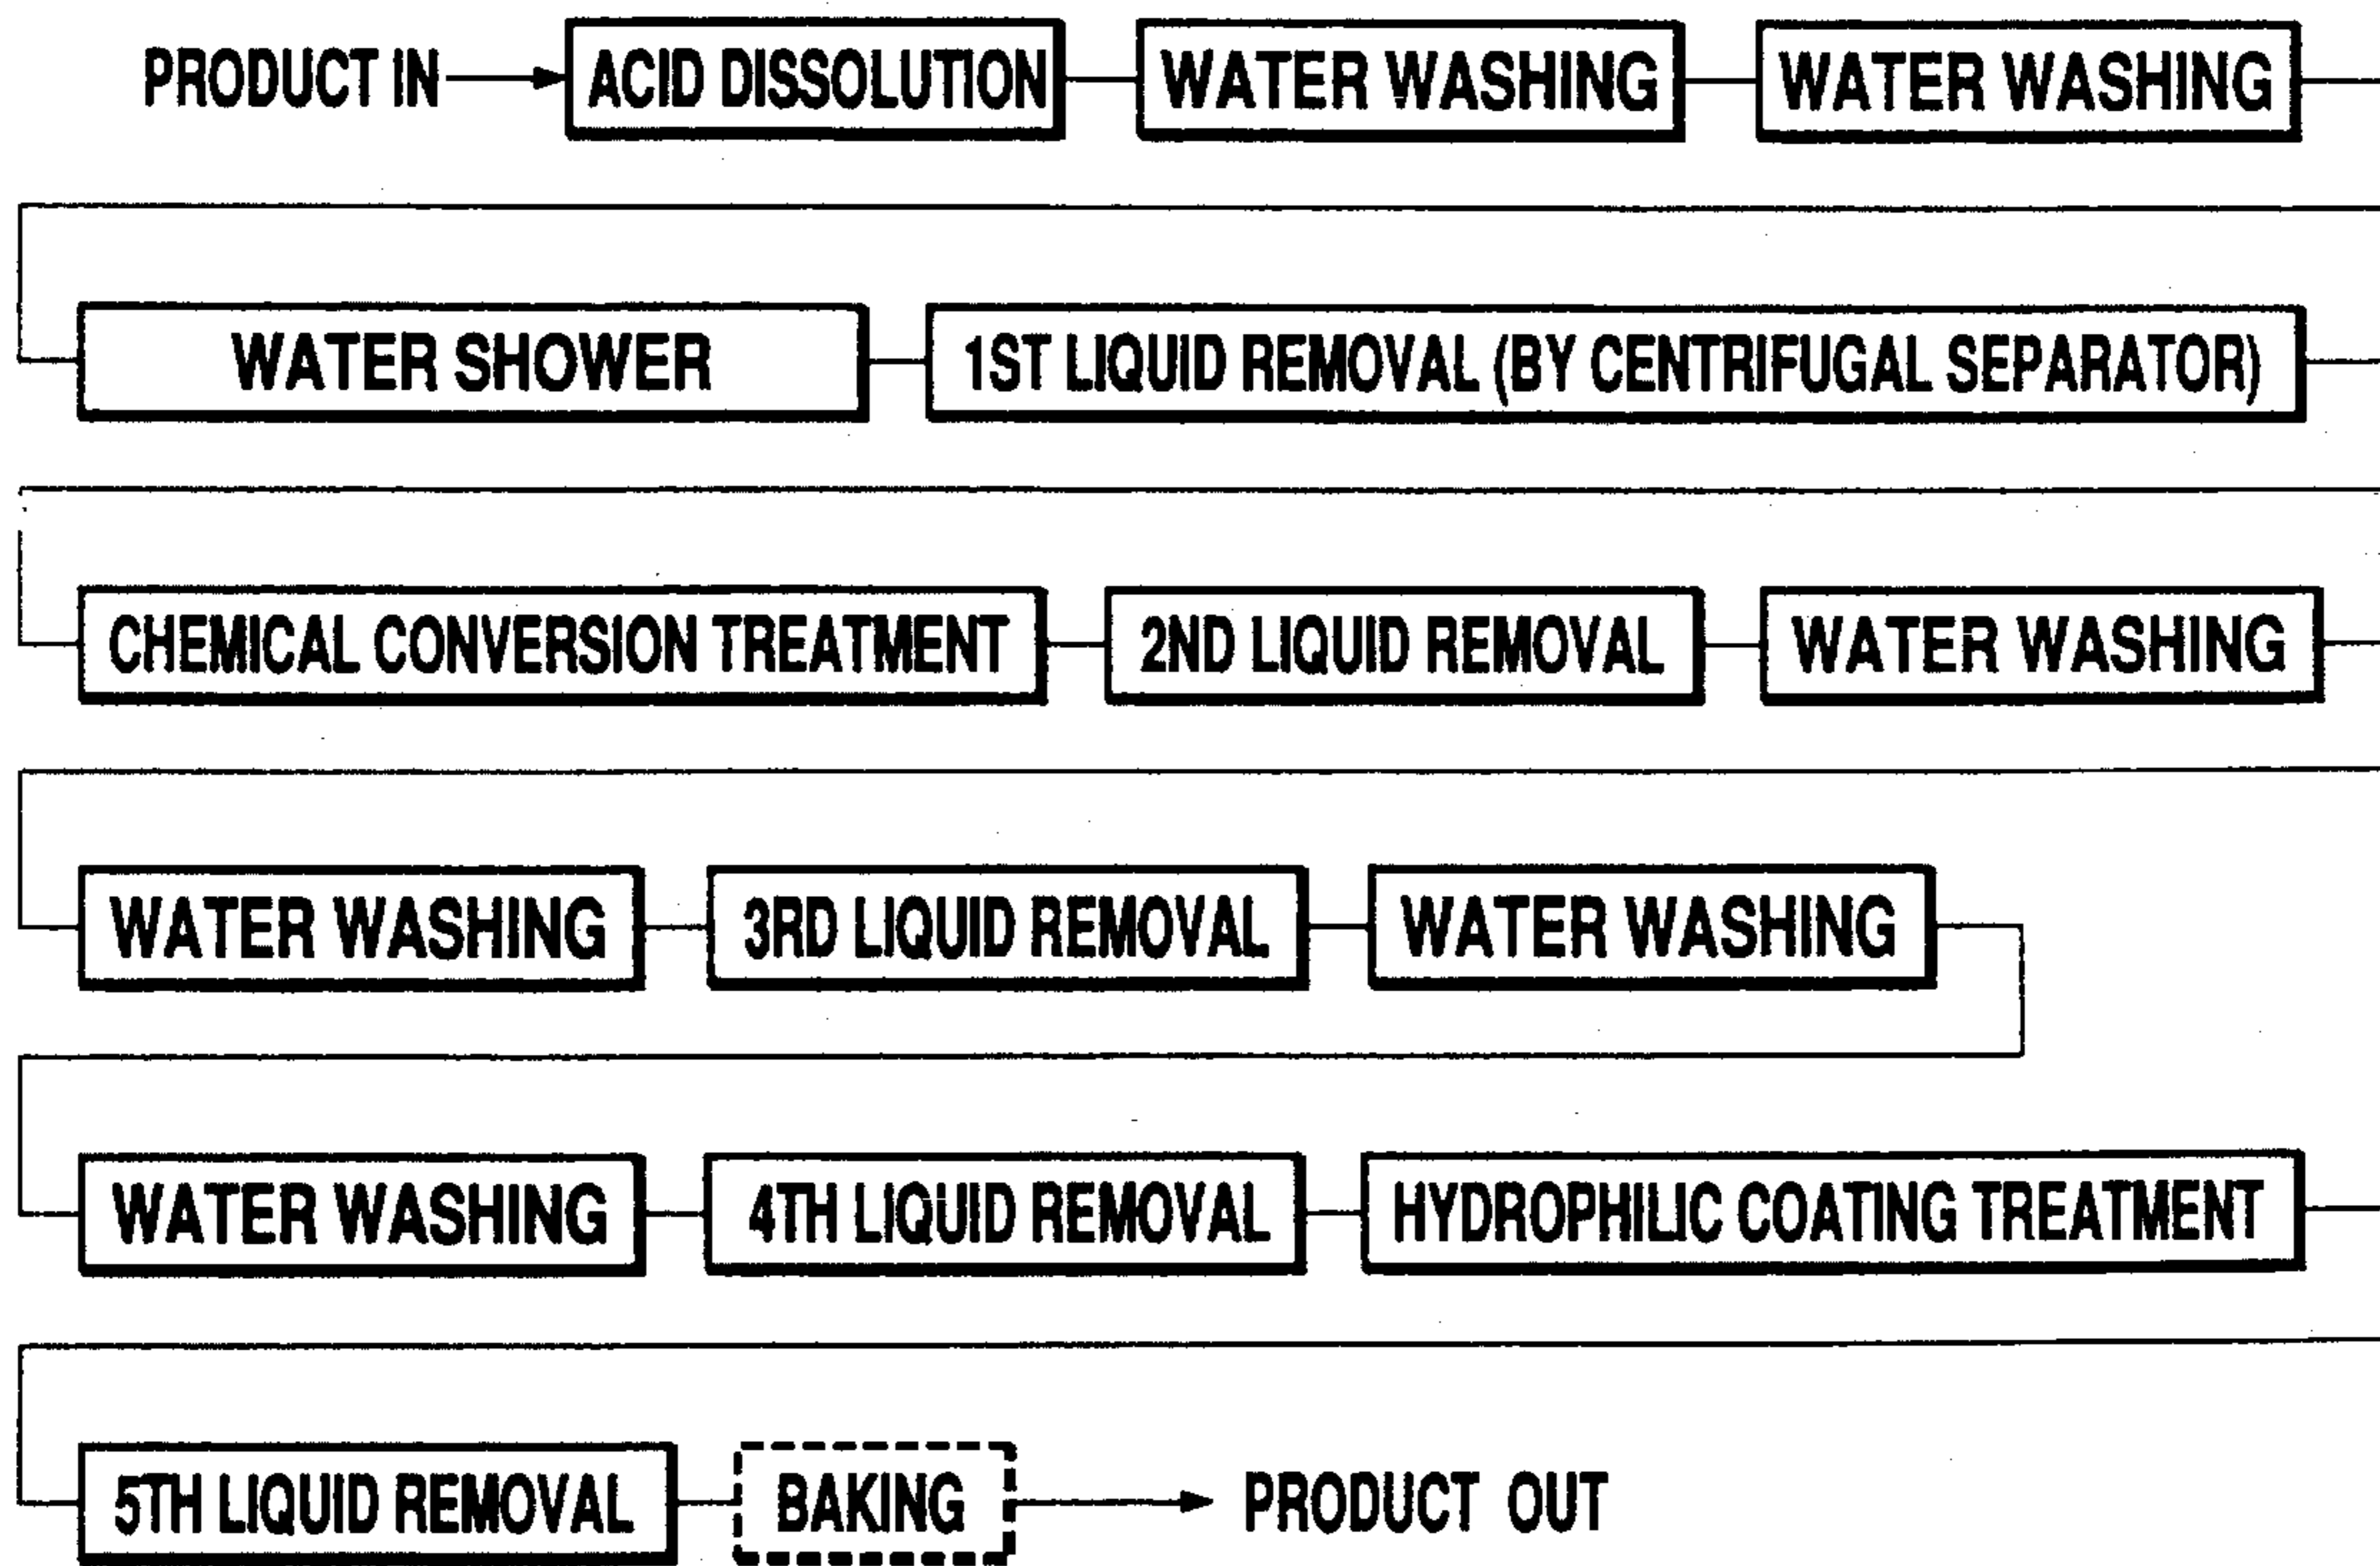 PRODUCT IN ACID DISSOLUTION WATER WASHING WATER WASHING
WATER SHOWER 1ST LIQUID REMOVAL (BY CENTRIFUGAL SEPARATOR)
CHEMICAL CONVERSION TREATMENT 2ND LIQUID REMOVAL WATER WASHING
WATER WASHING 3RD LIQUID REMOVAL WATER WASHING
WATER WASHING 4TH LIQUID REMOVAL HYDROPHILIC COATING TREATMENT
5TH LIQUID REMOVAL BAKING PRODUCT OUT